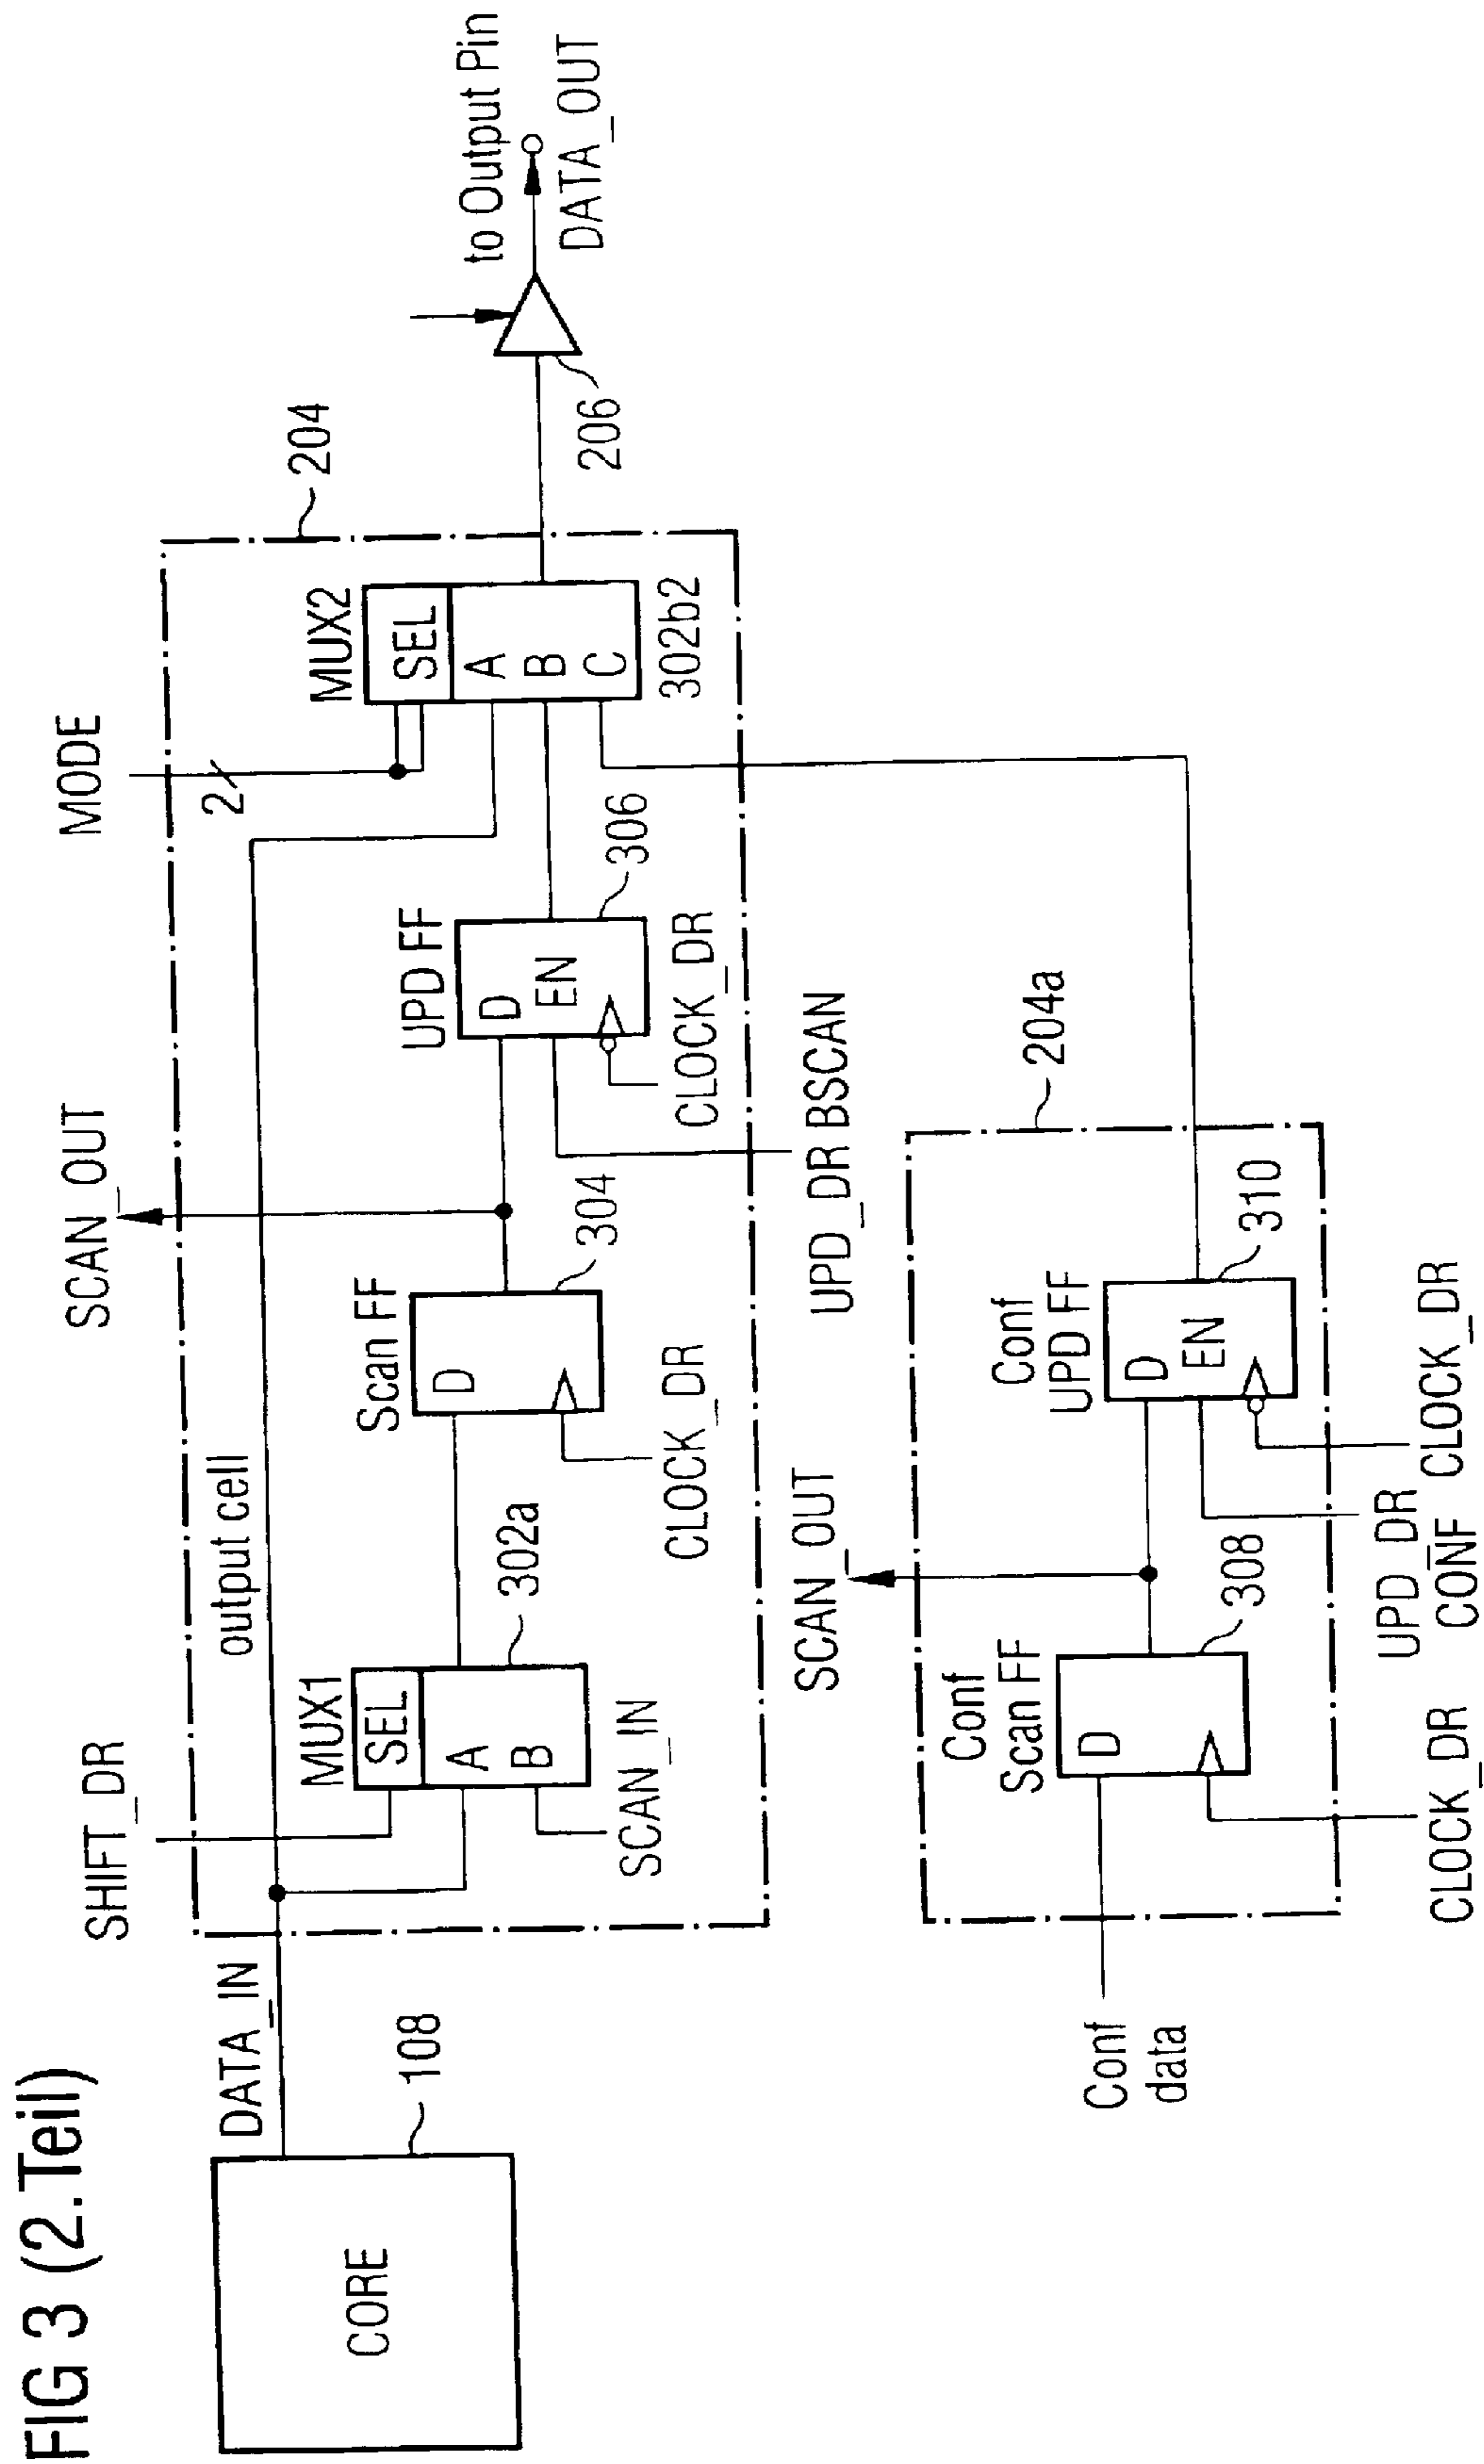 FIG 3 (2.Teil)
CORE
108
DATA_IN
SHIFT_DR
MUX1
SEL
A
B
302a
SCAN_IN
output cell
Scan FF
D
304
CLOCK_DR
SCAN_OUT
UPD FF
D
EN
306
CLOCK_DR
UPD_DR BSCAN
MODE
2
MUX2
SEL
A
B
C
302b2
204
206
to Output Pin
DATA_OUT
Conf
data
Conf
Scan FF
D
308
CLOCK_DR
SCAN_OUT
Conf
UPD FF
D
EN
310
UPD_DR
CONF
CLOCK_DR
204a